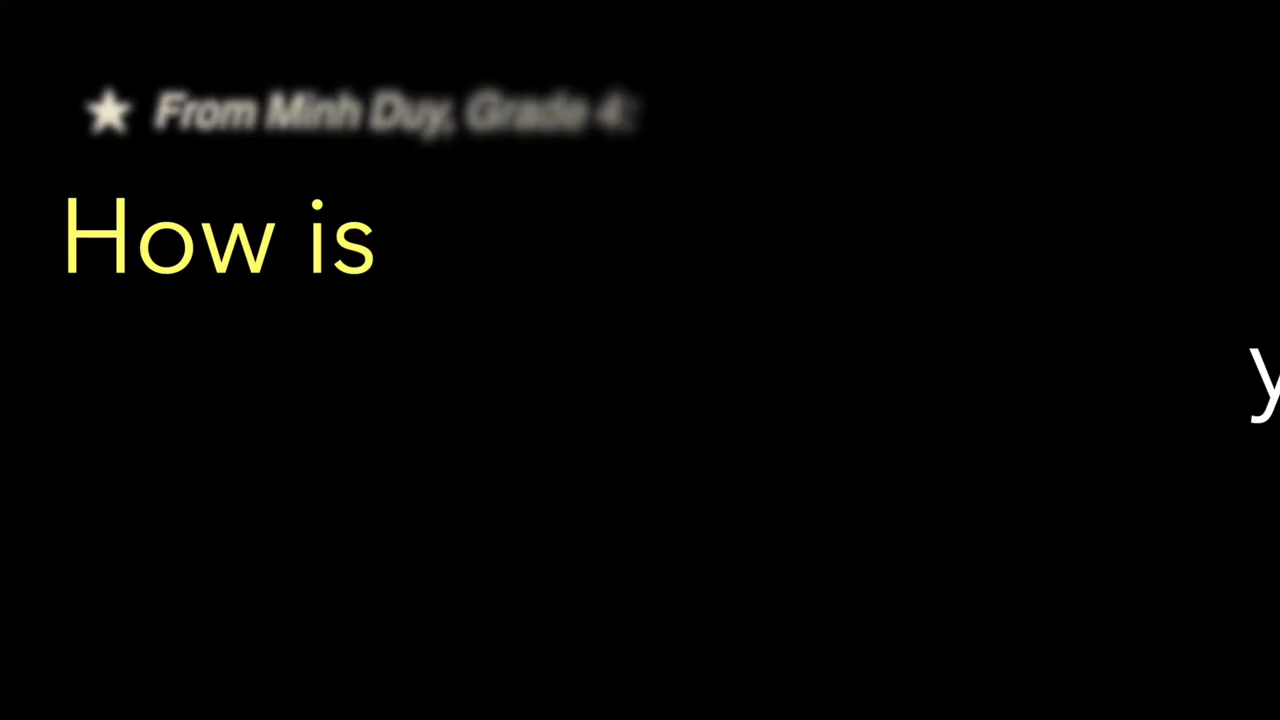 ★ From Minh Duy, Grade 4:
How is
y